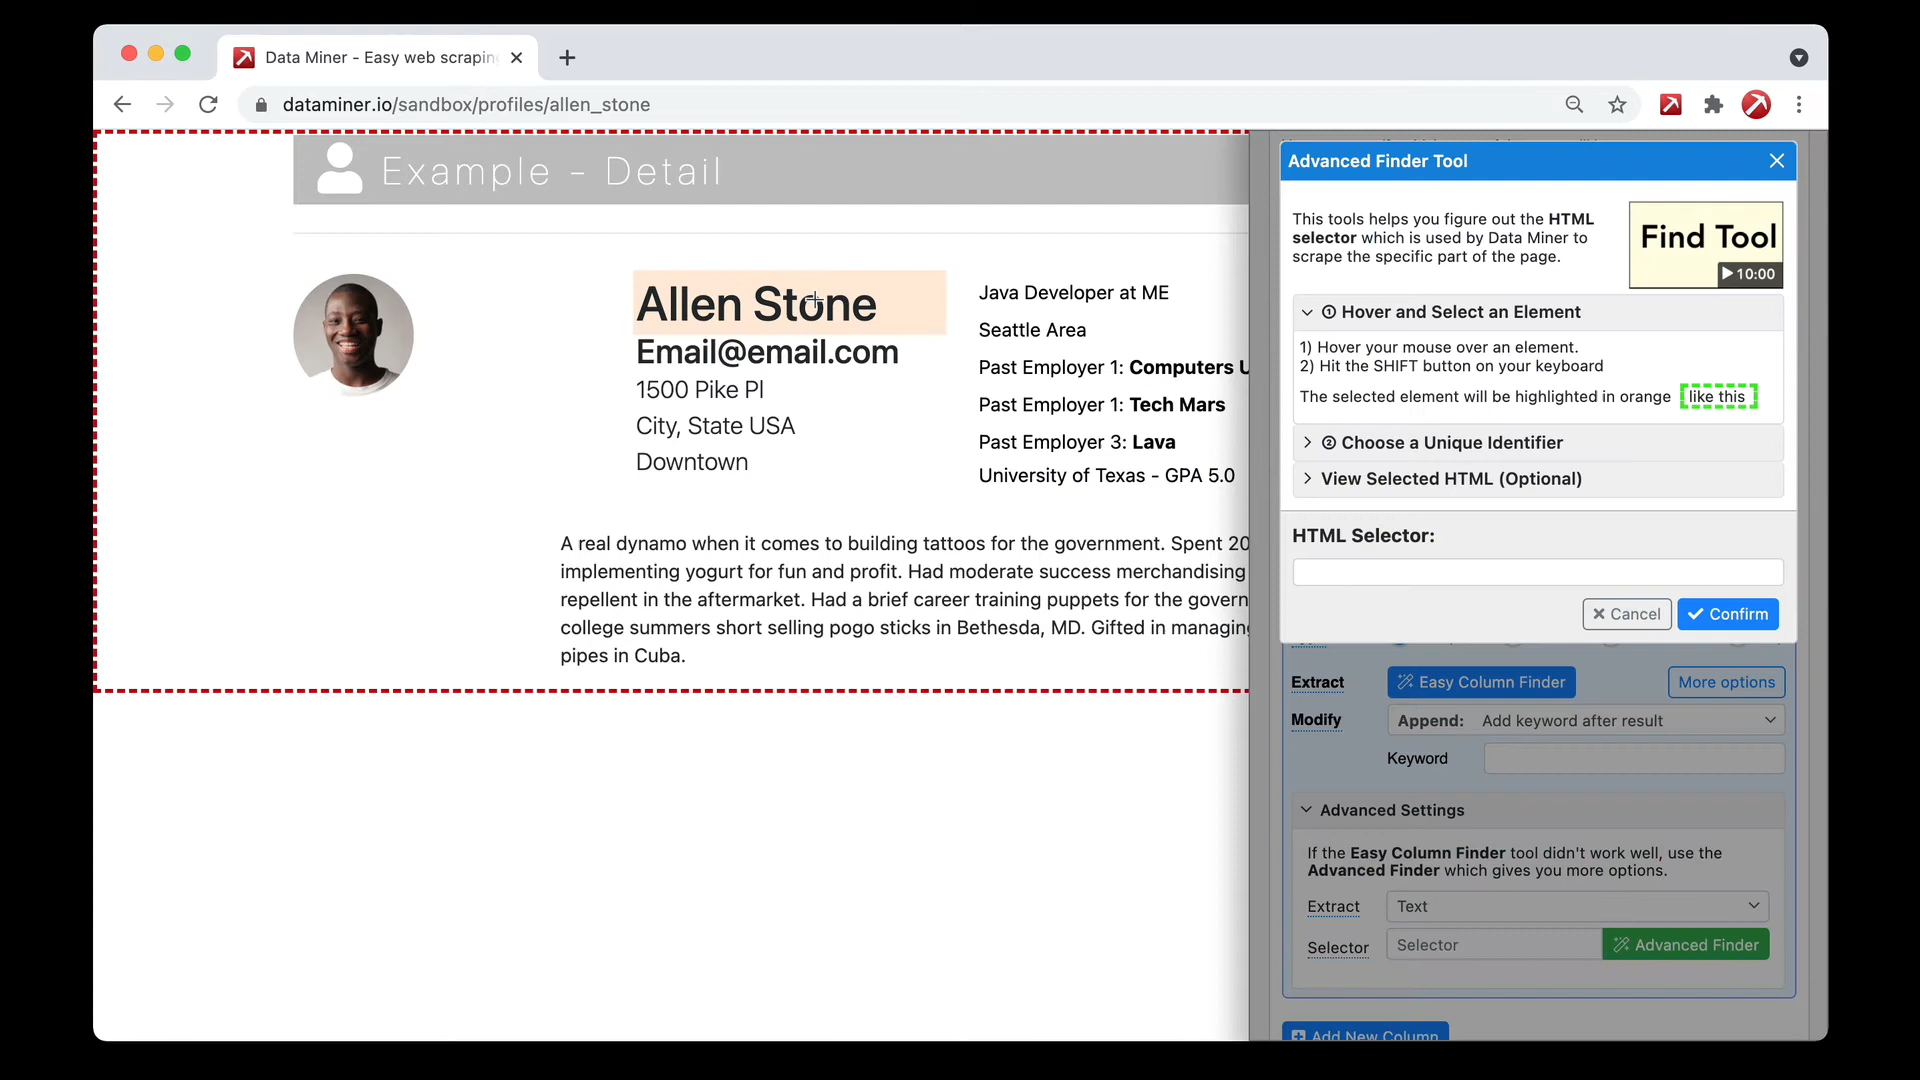 Data Miner - Easy web scraping
dataminer.io/sandbox/profiles/allen_stone
Example - Detail
Allen Stone
Email@email.com
1500 Pike Pl
City, State USA
Downtown
Java Developer at ME
Seattle Area
Past Employer 1: Computers U
Past Employer 1: Tech Mars
Past Employer 3: Lava
University of Texas - GPA 5.0
A real dynamo when it comes to building tattoos for the government. Spent 20
implementing yogurt for fun and profit. Had moderate success merchandising
repellent in the aftermarket. Had a brief career training puppets for the govern
college summers short selling pogo sticks in Bethesda, MD. Gifted in managing
pipes in Cuba.
Advanced Finder Tool
This tools helps you figure out the HTML
selector which is used by Data Miner to
scrape the specific part of the page.
Find Tool
10:00
① Hover and Select an Element
1) Hover your mouse over an element.
2) Hit the SHIFT button on your keyboard
The selected element will be highlighted in orange like this
② Choose a Unique Identifier
View Selected HTML (Optional)
HTML Selector:
Cancel
Confirm
Extract Easy Column Finder More options
Modify Append: Add keyword after result
Keyword
Advanced Settings
If the Easy Column Finder tool didn't work well, use the
Advanced Finder which gives you more options.
Extract Text
Selector Selector Advanced Finder
Add New Column